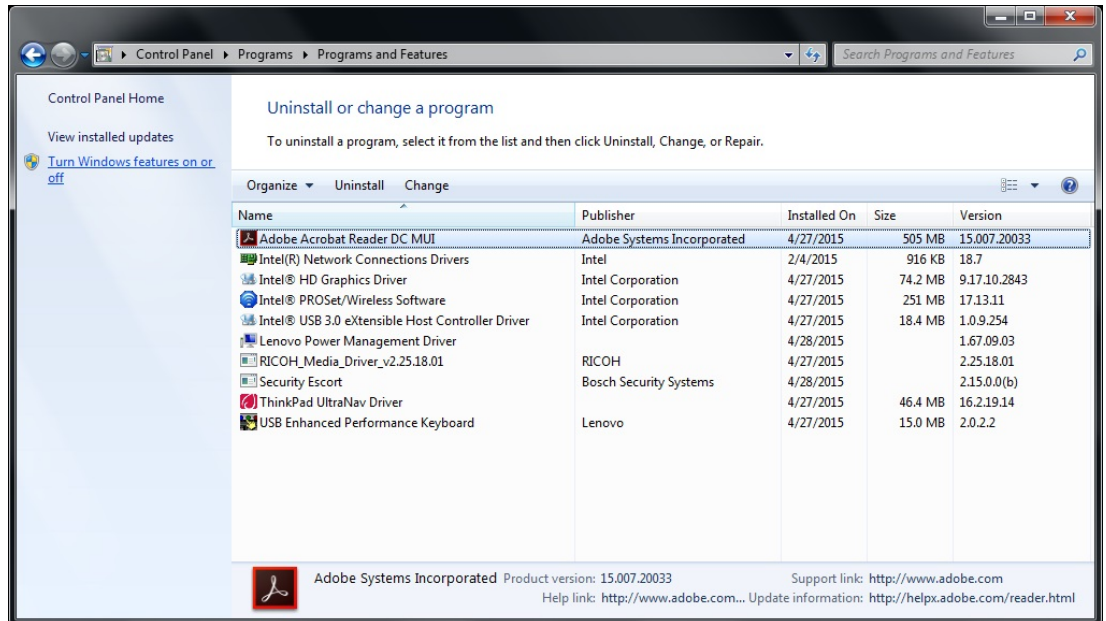 Control Panel ▸ Programs ▸ Programs and Features
Search Programs and Features
Control Panel Home
View installed updates
Turn Windows features on or
off
Uninstall or change a program
To uninstall a program, select it from the list and then click Uninstall, Change, or Repair.
Organize Uninstall Change
Name Publisher Installed On Size Version
Adobe Acrobat Reader DC MUI Adobe Systems Incorporated 4/27/2015 505 MB 15.007.20033
Intel(R) Network Connections Drivers Intel 2/4/2015 916 KB 18.7
Intel® HD Graphics Driver Intel Corporation 4/27/2015 74.2 MB 9.17.10.2843
Intel® PROSet/Wireless Software Intel Corporation 4/27/2015 251 MB 17.13.11
Intel® USB 3.0 eXtensible Host Controller Driver Intel Corporation 4/27/2015 18.4 MB 1.0.9.254
Lenovo Power Management Driver 4/28/2015 1.67.09.03
RICOH_Media_Driver_v2.25.18.01 RICOH 4/27/2015 2.25.18.01
Security Escort Bosch Security Systems 4/28/2015 2.15.0.0(b)
ThinkPad UltraNav Driver 4/27/2015 46.4 MB 16.2.19.14
USB Enhanced Performance Keyboard Lenovo 4/27/2015 15.0 MB 2.0.2.2
Adobe Systems Incorporated Product version: 15.007.20033 Support link: http://www.adobe.com
Help link: http://www.adobe.com... Update information: http://helpx.adobe.com/reader.html